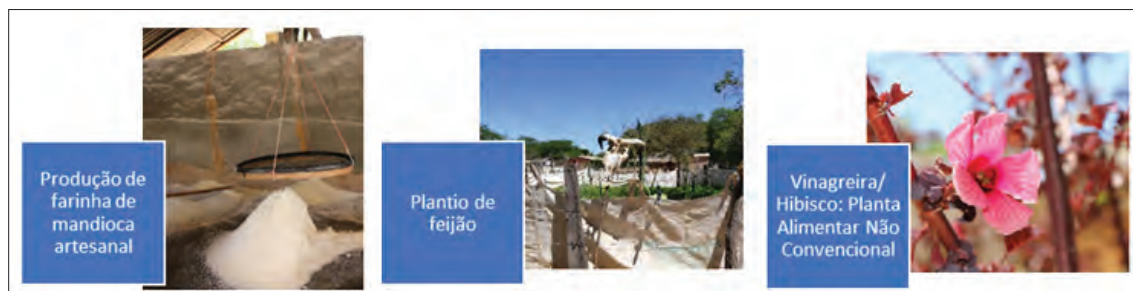 Produção de
farinha de
mandioca
artesanal
Plantio de
feijão
Vinagreira/
Hibisco: Planta
Alimentar Não
Convencional